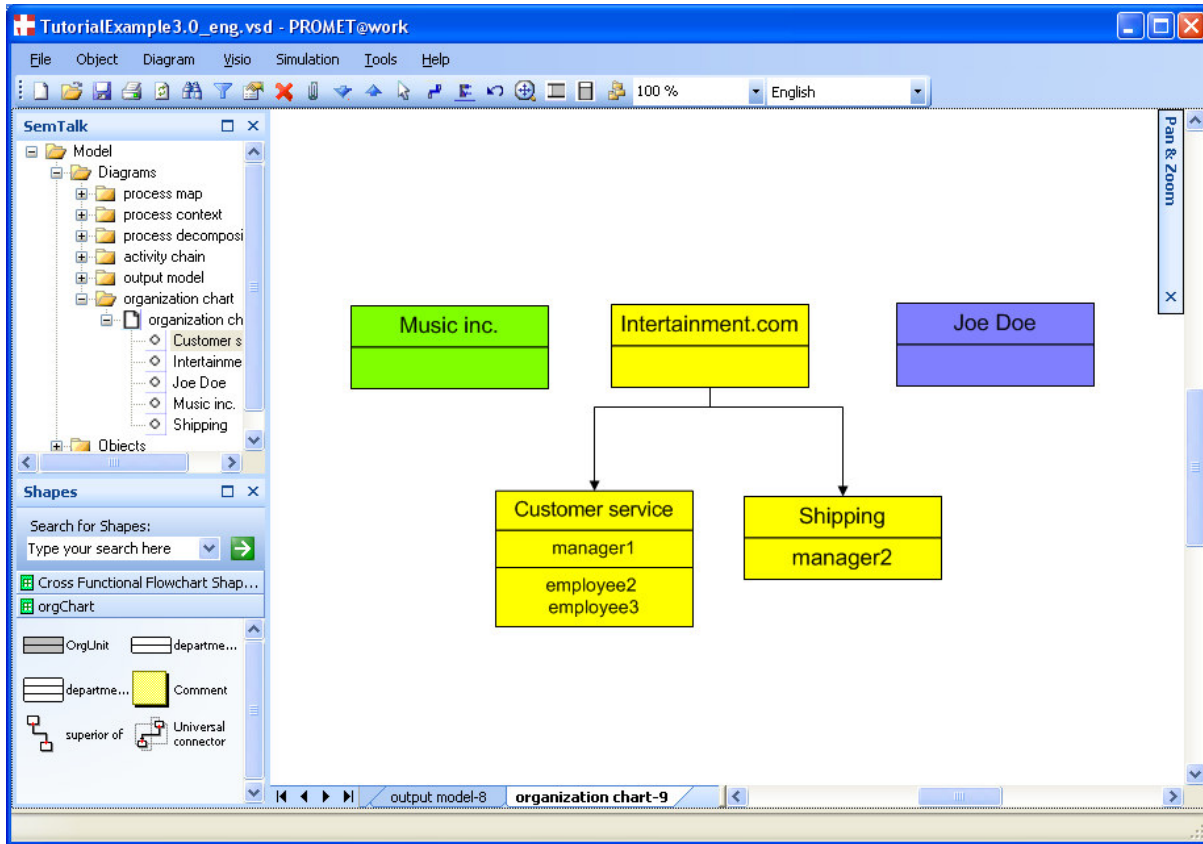 TutorialExample3.0_eng.vsd - PROMET@work
File Object Diagram Visio Simulation Tools Help
100 % English
SemTalk
Model
Diagrams
process map
process context
process decomposi
activity chain
output model
organization chart
organization ch
Customer s
Intertainme
Joe Doe
Music inc.
Shipping
Objects
Shapes
Search for Shapes:
Type your search here
Cross Functional Flowchart Shap...
orgChart
OrgUnit departme...
departme... Comment
superior of Universal
connector
Pan & Zoom
Music inc.
Intertainment.com
Joe Doe
Customer service
manager1
employee2
employee3
Shipping
manager2
output model-8 organization chart-9